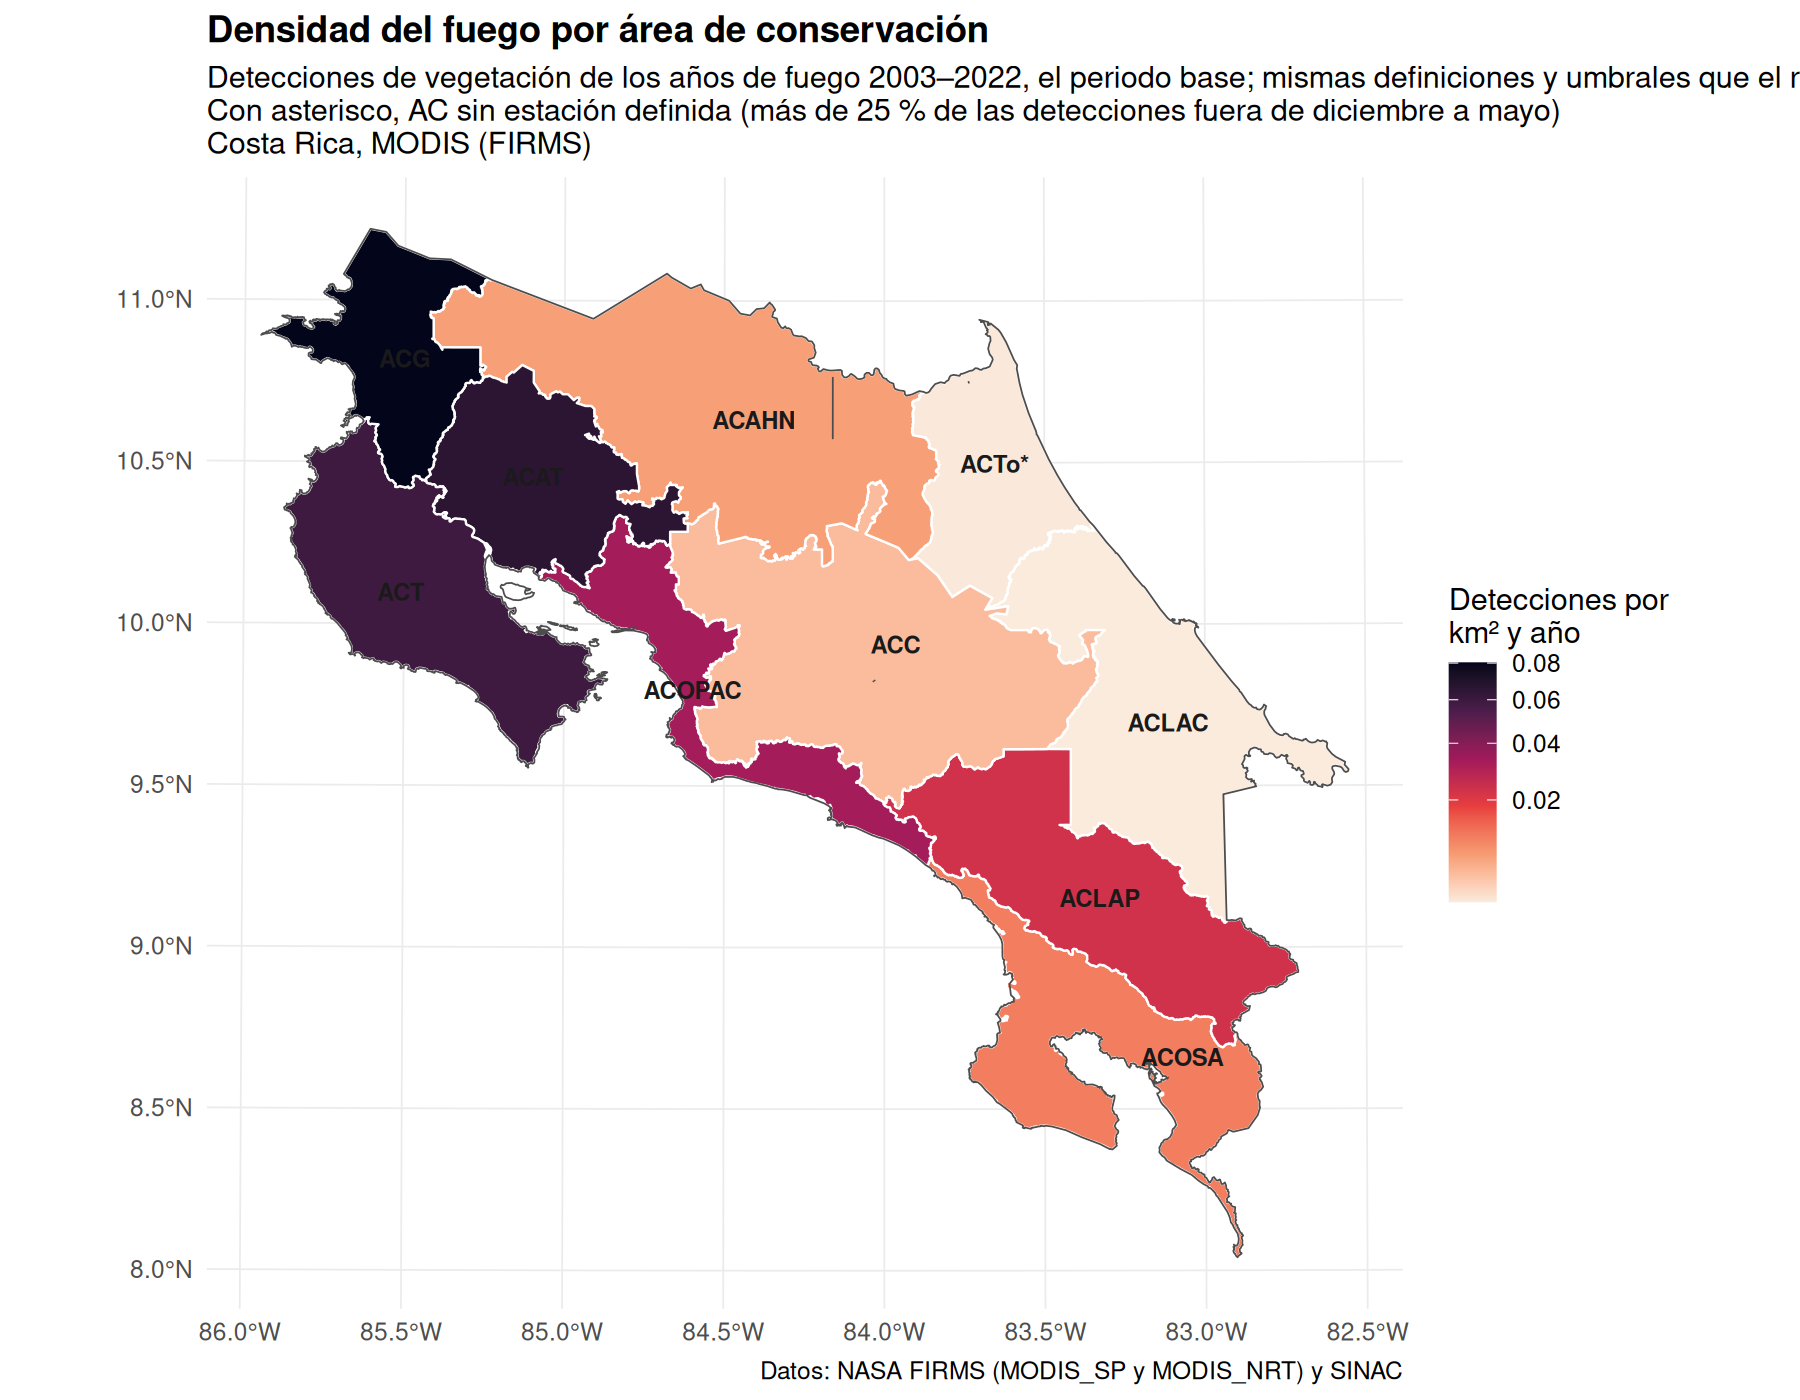 Densidad del fuego por área de conservación
Detecciones de vegetación de los años de fuego 2003–2022, el periodo base; mismas definiciones y umbrales que el r
Con asterisco, AC sin estación definida (más de 25 % de las detecciones fuera de diciembre a mayo)
Costa Rica, MODIS (FIRMS)
11.0°N
10.5°N
10.0°N
9.5°N
9.0°N
8.5°N
8.0°N
ACG
ACAHN
ACTo*
ACAT
ACT
ACC
ACOPAC
ACLAC
ACLAP
ACOSA
Detecciones por
km² y año
0.08
0.06
0.04
0.02
86.0°W
85.5°W
85.0°W
84.5°W
84.0°W
83.5°W
83.0°W
82.5°W
Datos: NASA FIRMS (MODIS_SP y MODIS_NRT) y SINAC